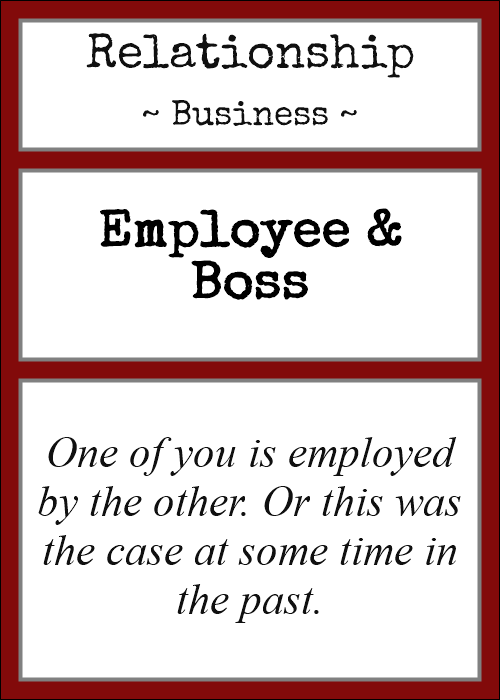 Relationship
~ Business ~
Employee &
Boss
One of you is employed
by the other. Or this was
the case at some time in
the past.